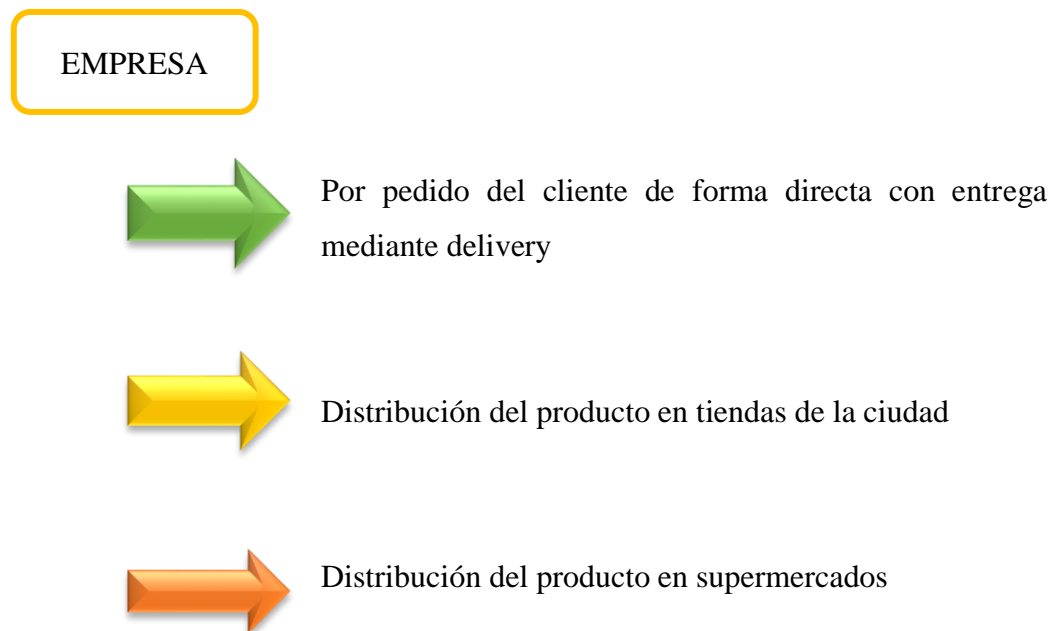 EMPRESA
Por pedido del cliente de forma directa con entrega
mediante delivery
Distribución del producto en tiendas de la ciudad
Distribución del producto en supermercados